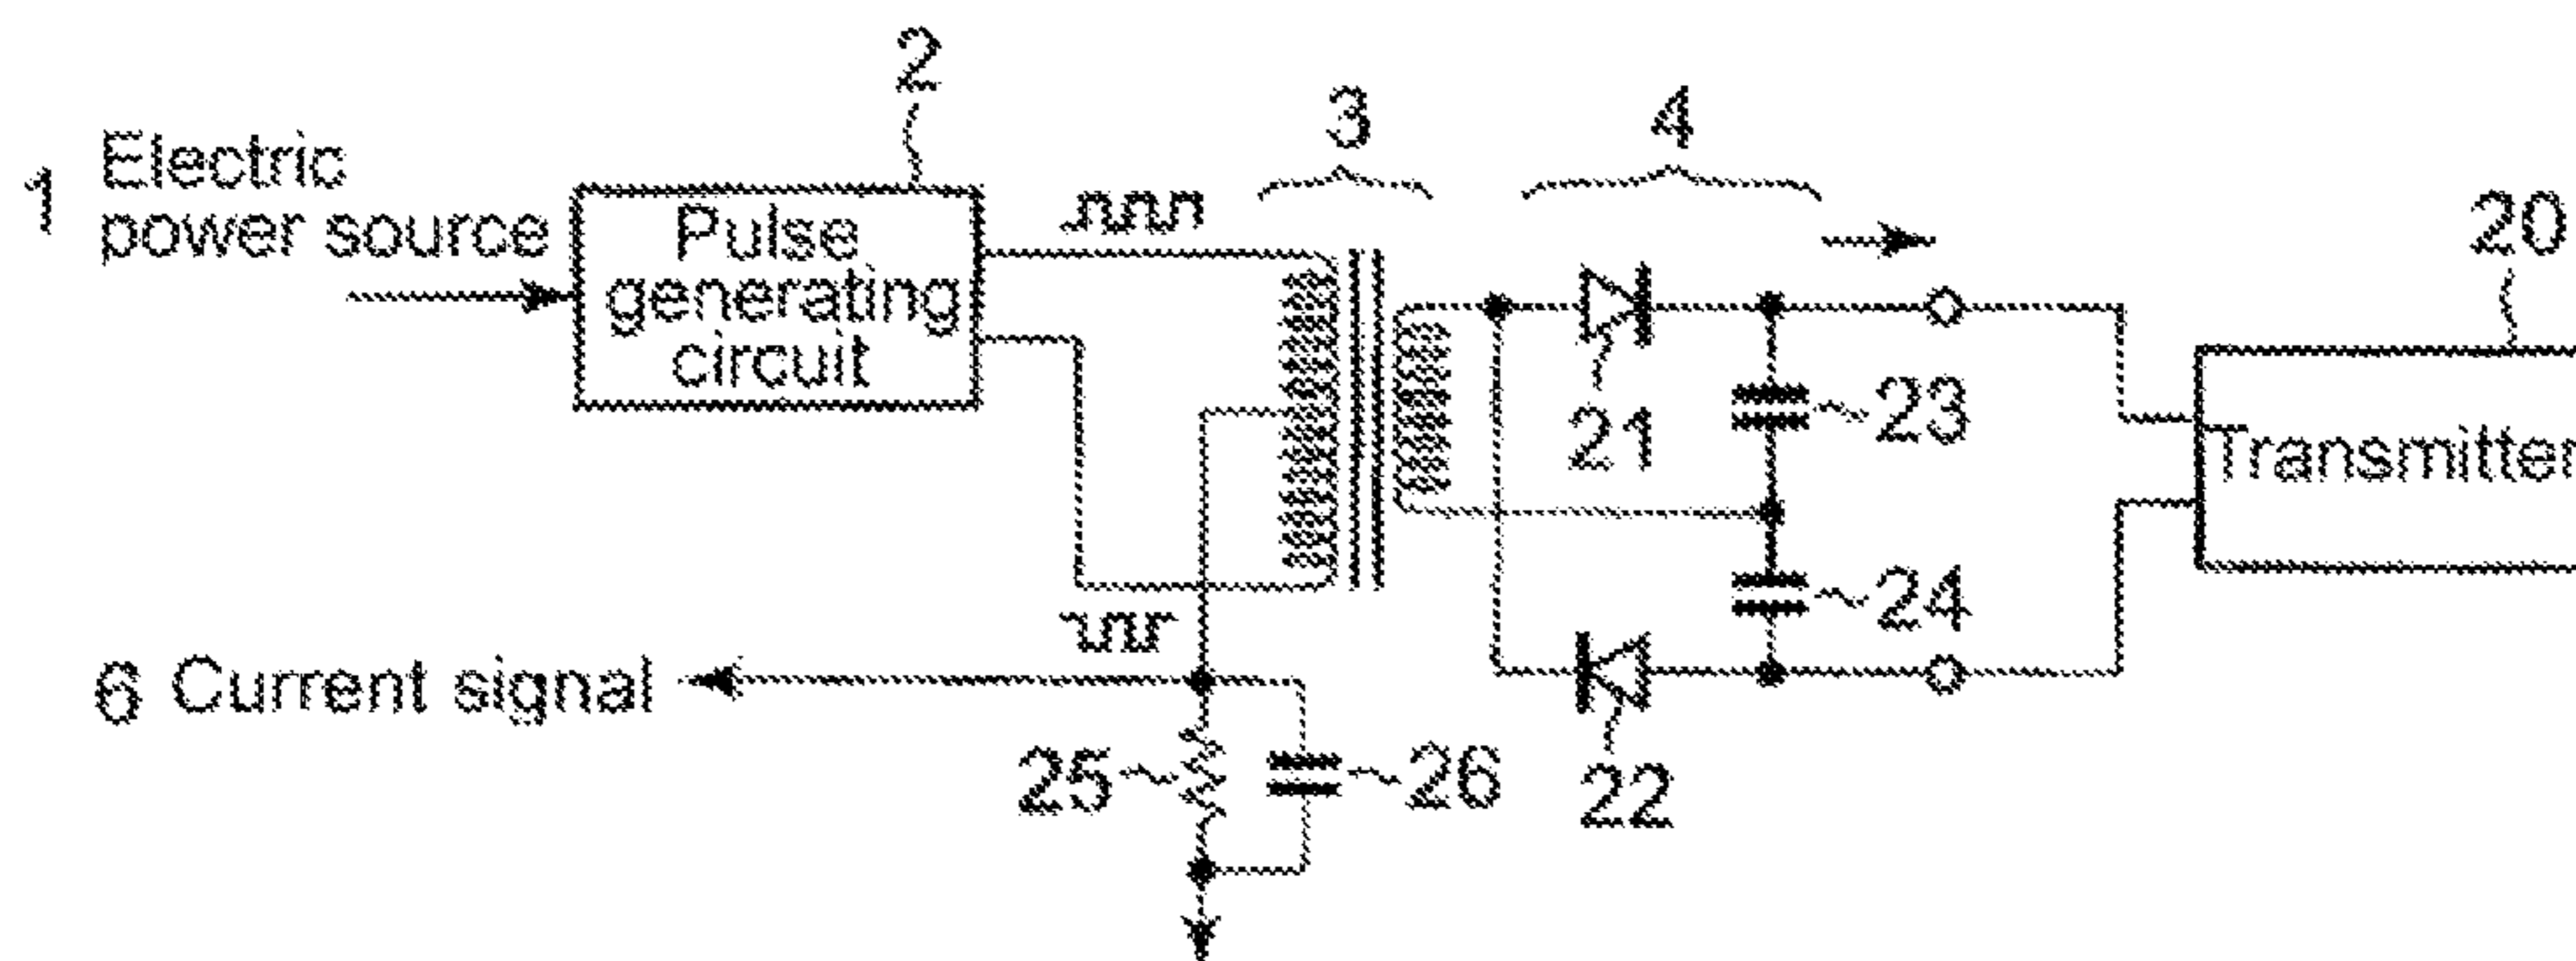 2
3
4
1 Electric
power source
Pulse
generating
circuit
20
21
23
Transmitter
24
6 Current signal
25
26
22